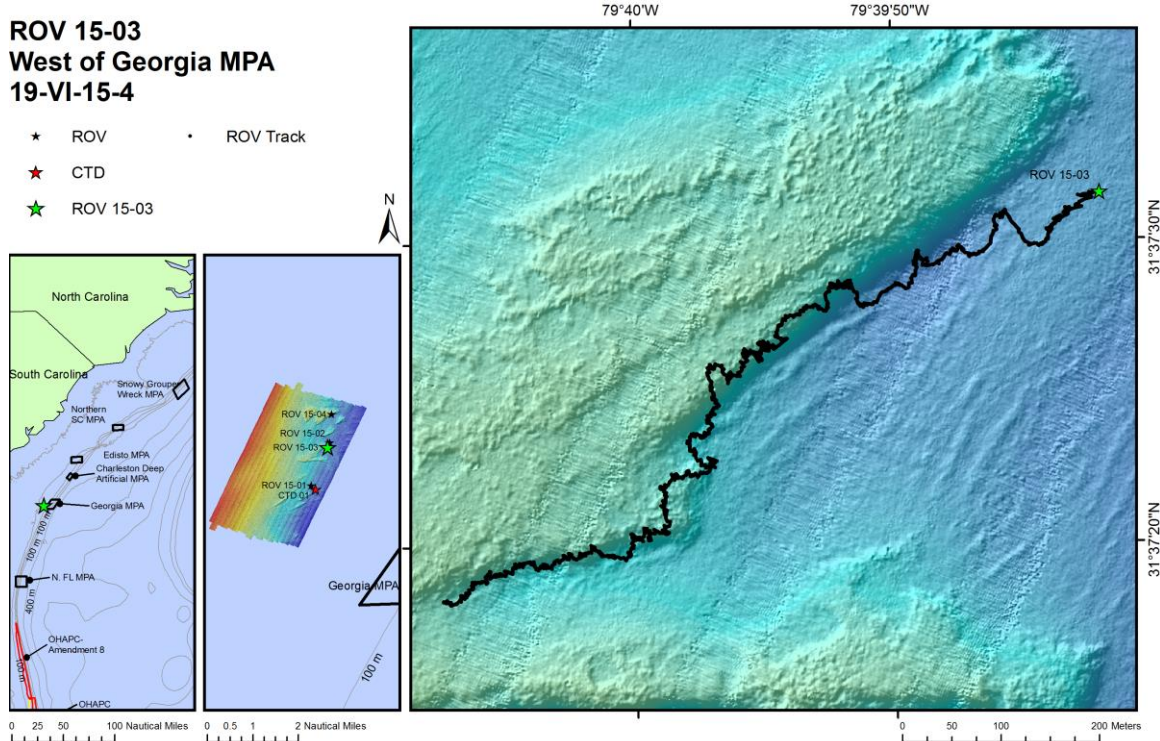 ROV 15-03
West of Georgia MPA
19-VI-15-4
ROV
ROV Track
CTD
ROV 15-03
N
North Carolina
South Carolina
Snowy Grouper
Wreck MPA
Northern
SC MPA
Edisto MPA
Charleston Deep
Artificial MPA
Georgia MPA
100 m
100 m
N. FL MPA
400 m
OHAPC-
Amendment 8
100 m
OHAPC
0 25 50 100 Nautical Miles
ROV 15-04
ROV 15-02
ROV 15-03
ROV 15-01
CTD 01
Georgia MPA
100 m
0 0.5 1 2 Nautical Miles
79°40'W
79°39'50"W
ROV 15-03
31°37'30"N
31°37'20"N
0 50 100 200 Meters